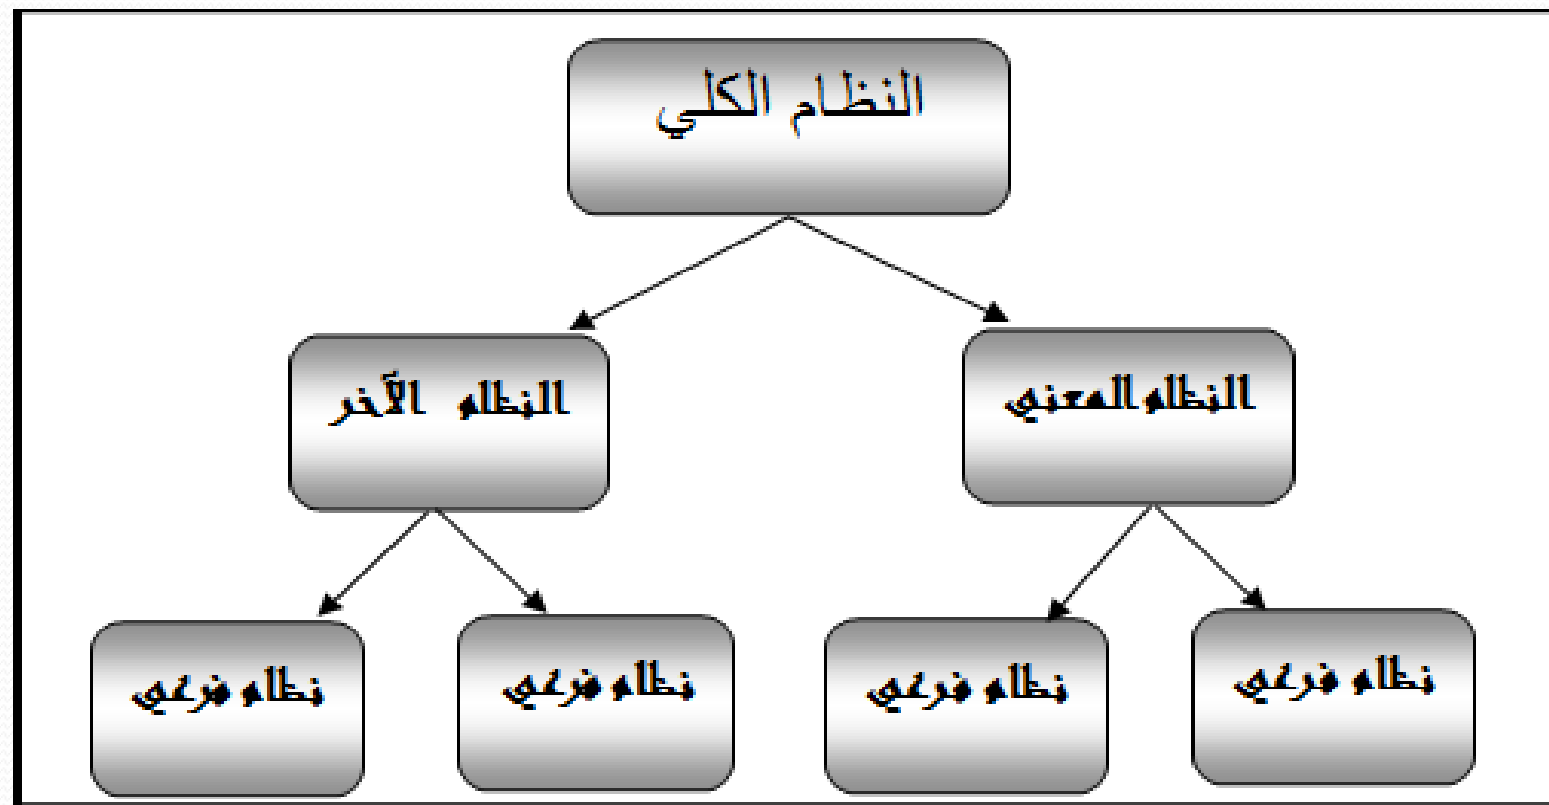 النظام الكلي
النظام المعني
النظام الآخر
نظام فرعي
نظام فرعي
نظام فرعي
نظام فرعي